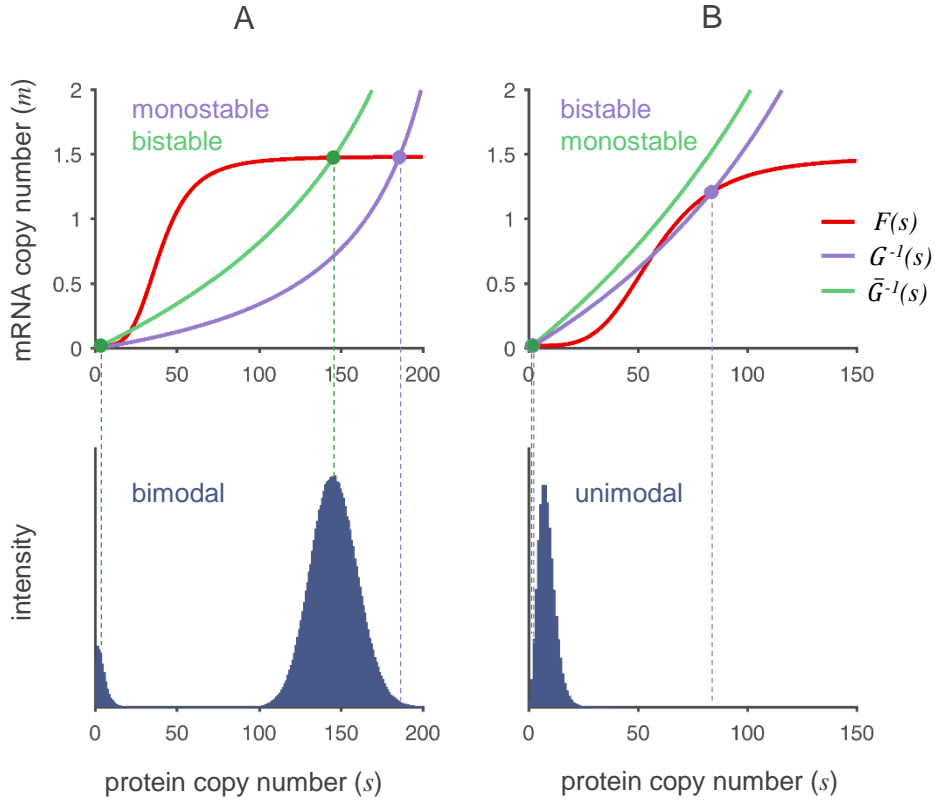 A
B
mRNA copy number (m)
2
1.5
1
0.5
0
monostable
bistable
0
50
100
150
200
2
1.5
1
0.5
0
bistable
monostable
0
50
100
150
F(s)
G⁻¹(s)
Ḡ⁻¹(s)
intensity
bimodal
0
50
100
150
200
protein copy number (s)
unimodal
0
50
100
150
protein copy number (s)